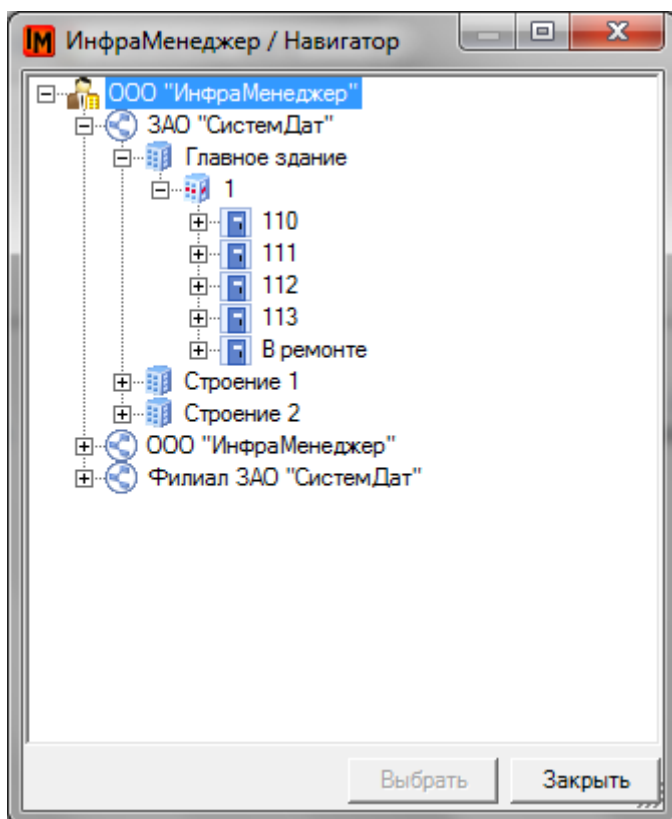 IM ИнфраМенеджер / Навигатор
ООО "ИнфраМенеджер"
ЗАО "СистемДат"
Главное здание
1
110
111
112
113
В ремонте
Строение 1
Строение 2
ООО "ИнфраМенеджер"
Филиал ЗАО "СистемДат"
Выбрать Закрыть